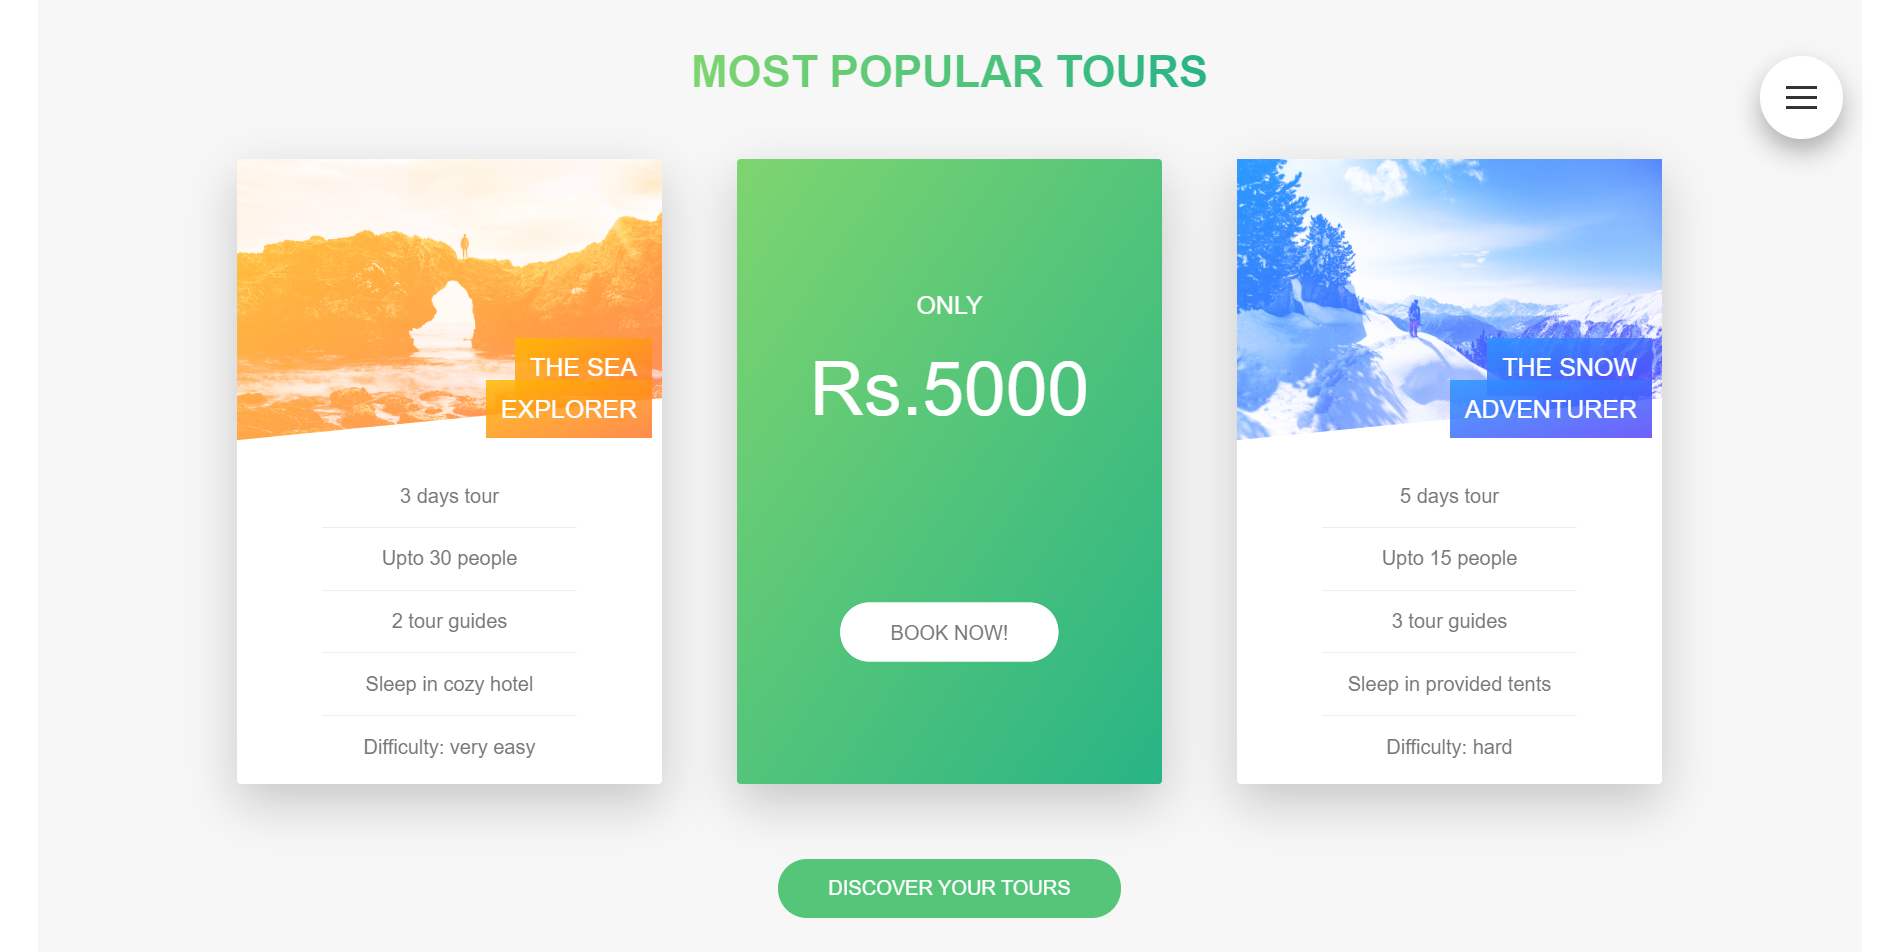 MOST POPULAR TOURS
THE SEA
EXPLORER
3 days tour
Upto 30 people
2 tour guides
Sleep in cozy hotel
Difficulty: very easy
ONLY
Rs.5000
BOOK NOW!
THE SNOW
ADVENTURER
5 days tour
Upto 15 people
3 tour guides
Sleep in provided tents
Difficulty: hard
DISCOVER YOUR TOURS